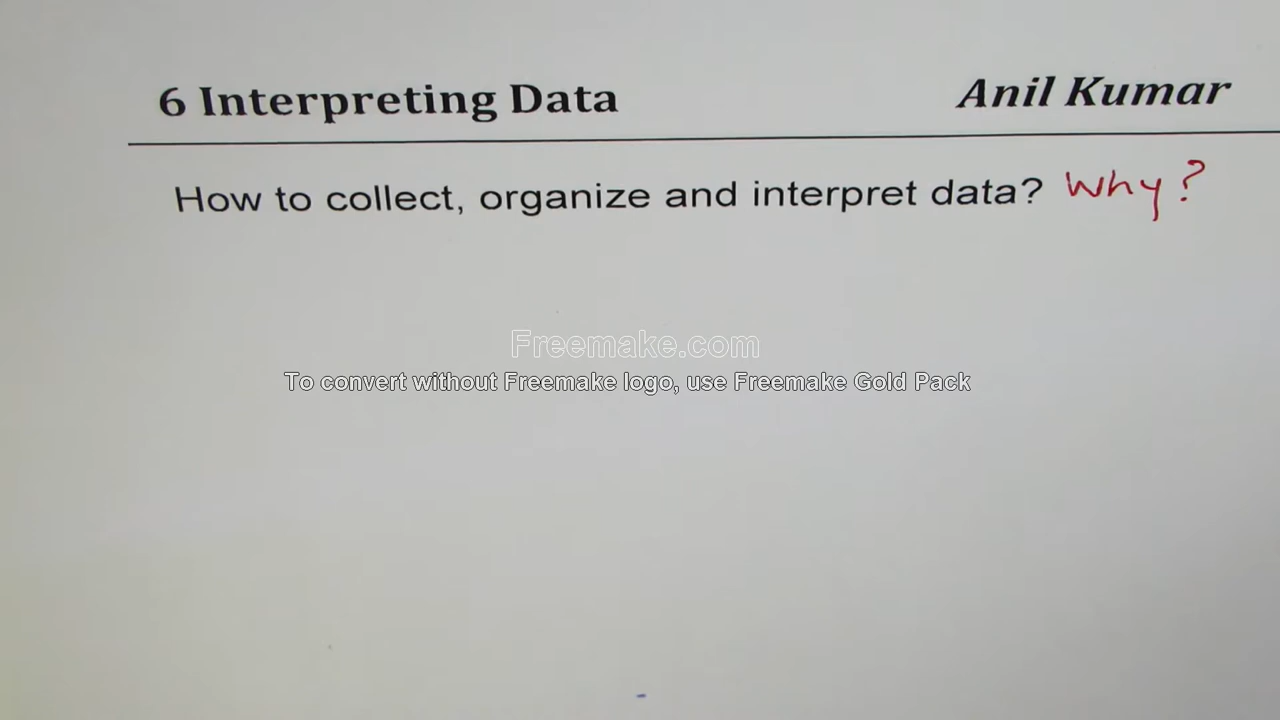 6 Interpreting Data Anil Kumar
How to collect, organize and interpret data? Why?
Freemake.com
To convert without Freemake logo, use Freemake Gold Pack